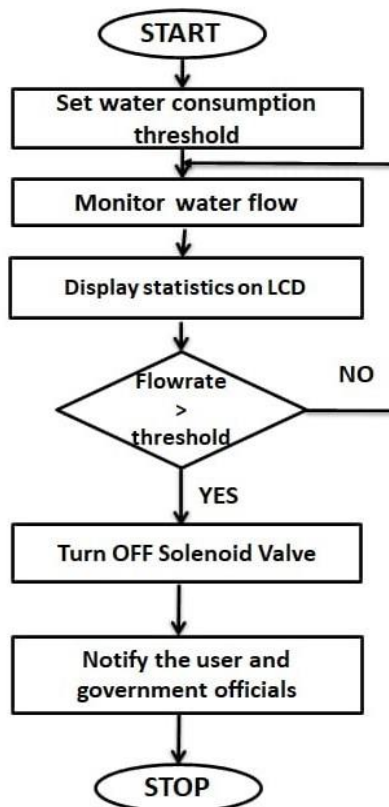 START
Set water consumption
threshold
Monitor water flow
Display statistics on LCD
Flowrate
>
threshold
NO
YES
Turn OFF Solenoid Valve
Notify the user and
government officials
STOP